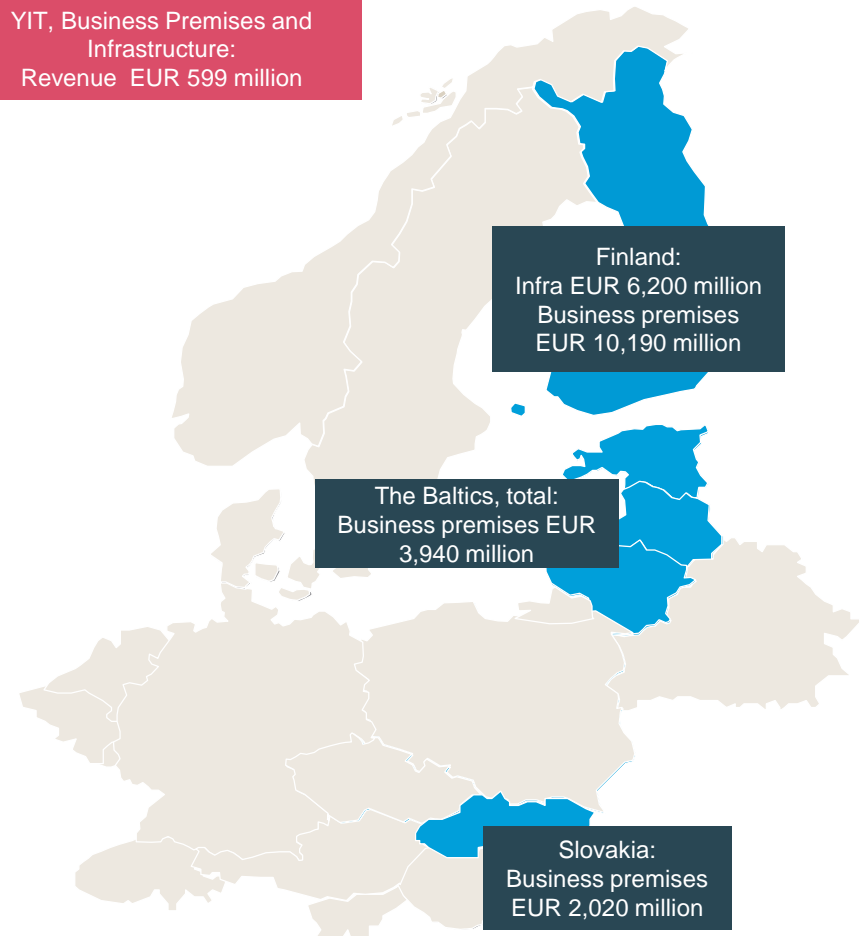 YIT, Business Premises and
Infrastructure:
Revenue EUR 599 million
Finland:
Infra EUR 6,200 million
Business premises
EUR 10,190 million
The Baltics, total:
Business premises EUR
3,940 million
Slovakia:
Business premises
EUR 2,020 million